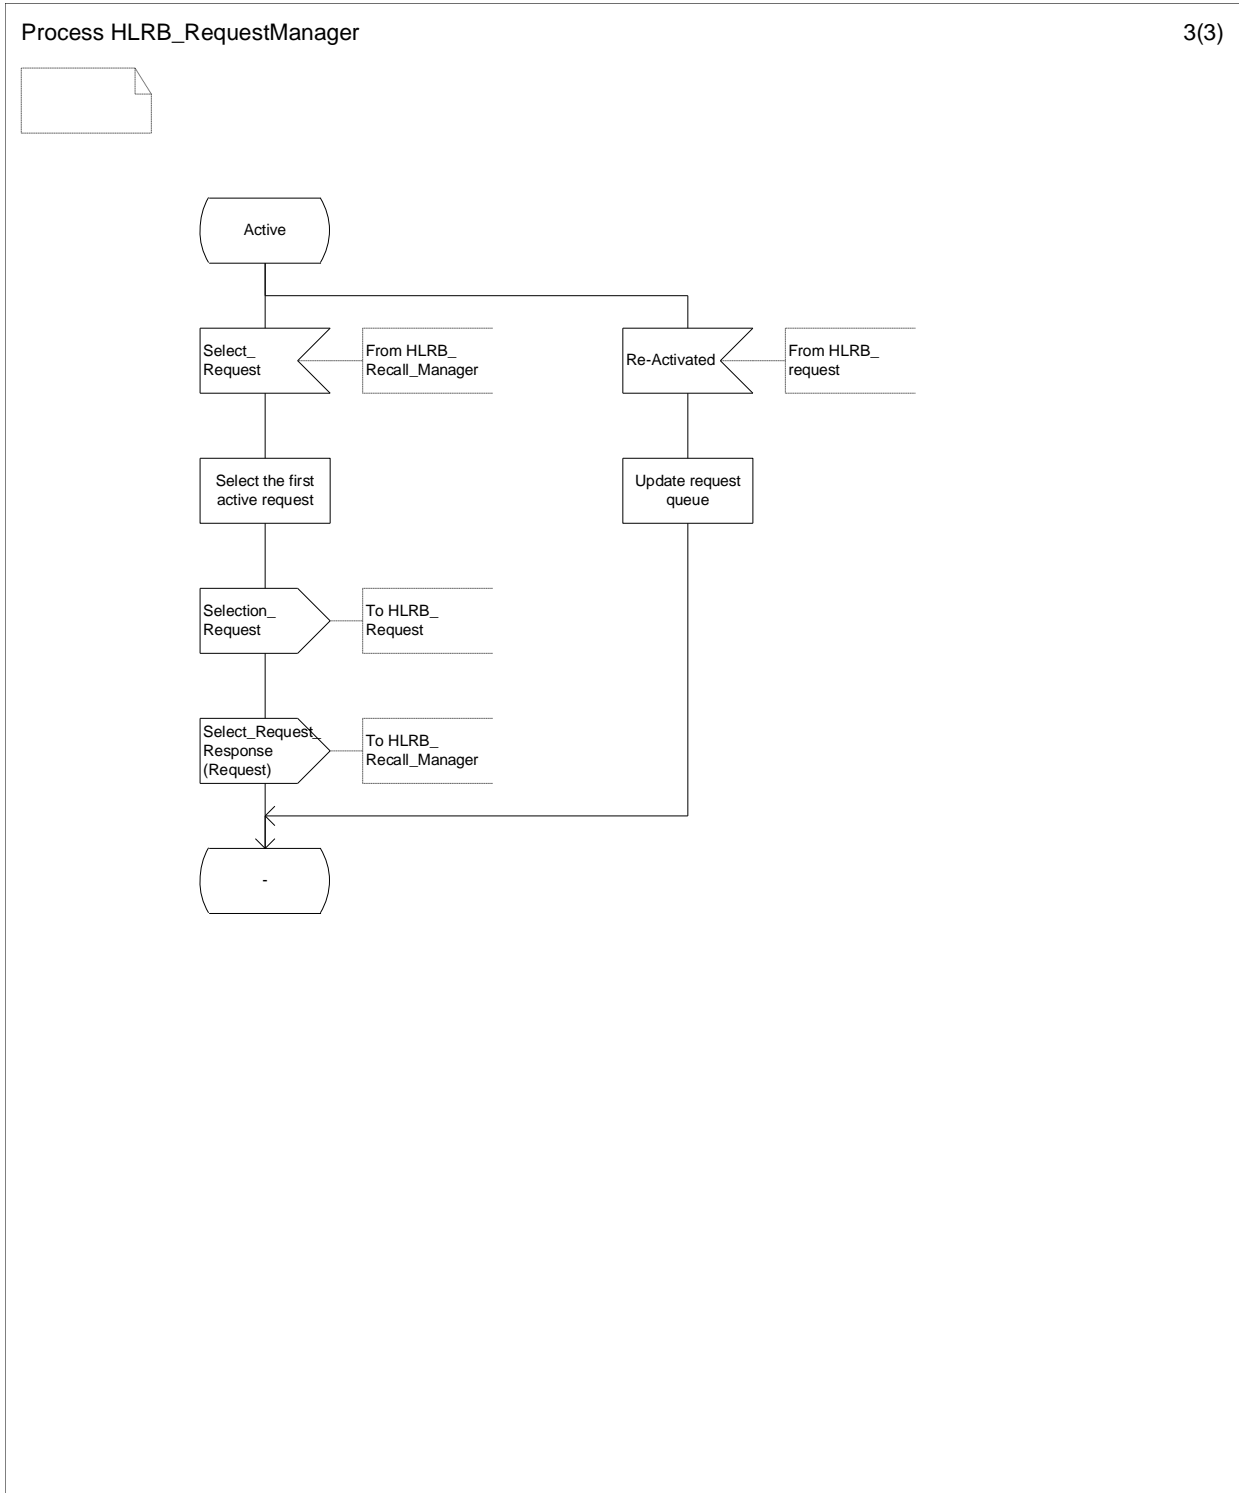 Process HLRB_RequestManager
3(3)
Active
Select_
Request
From HLRB_
Recall_Manager
Re-Activated
From HLRB_
request
Select the first
active request
Update request
queue
Selection_
Request
To HLRB_
Request
Select_Request_
Response
(Request)
To HLRB_
Recall_Manager
-